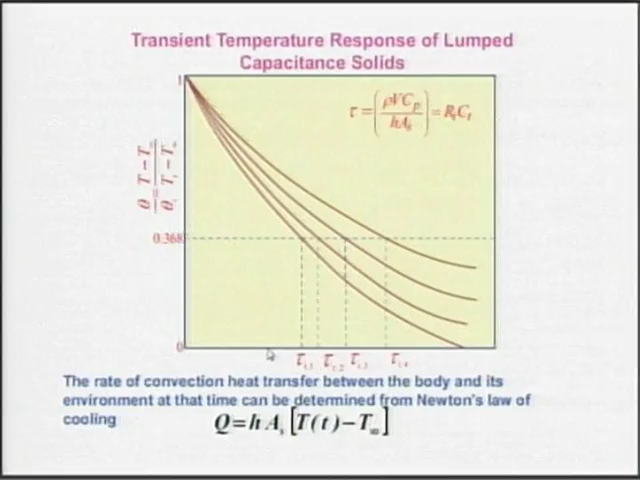 Transient Temperature Response of Lumped
Capacitance Solids
1
τ = (ρVC_p / hA_s) = R_t C_t
θ/θ_i = (T − T_∞)/(T_i − T_∞)
0.368
0
τ_t,1 τ_t,2 τ_t,3 τ_t,4
The rate of convection heat transfer between the body and its
environment at that time can be determined from Newton's law of
cooling
Q = h A_s [T(t) − T_∞]